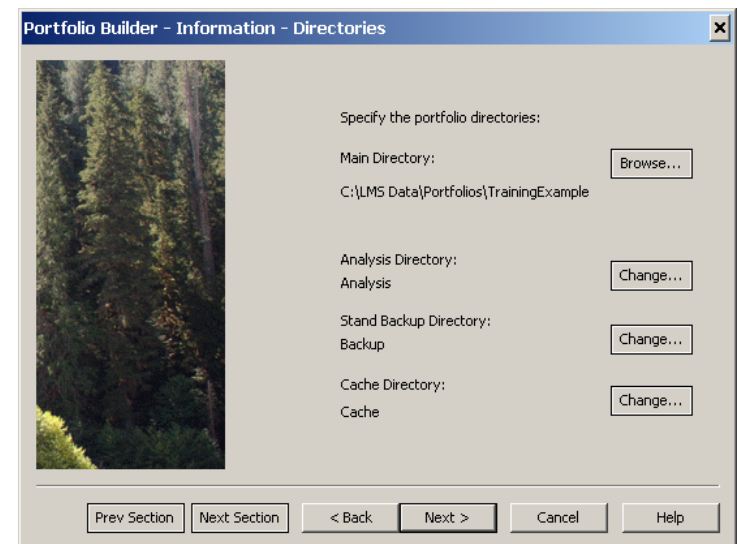 Portfolio Builder - Information - Directories
Specify the portfolio directories:
Main Directory:
Browse...
C:\LMS Data\Portfolios\TrainingExample
Analysis Directory:
Analysis
Change...
Stand Backup Directory:
Backup
Change...
Cache Directory:
Cache
Change...
Prev Section Next Section < Back Next > Cancel Help